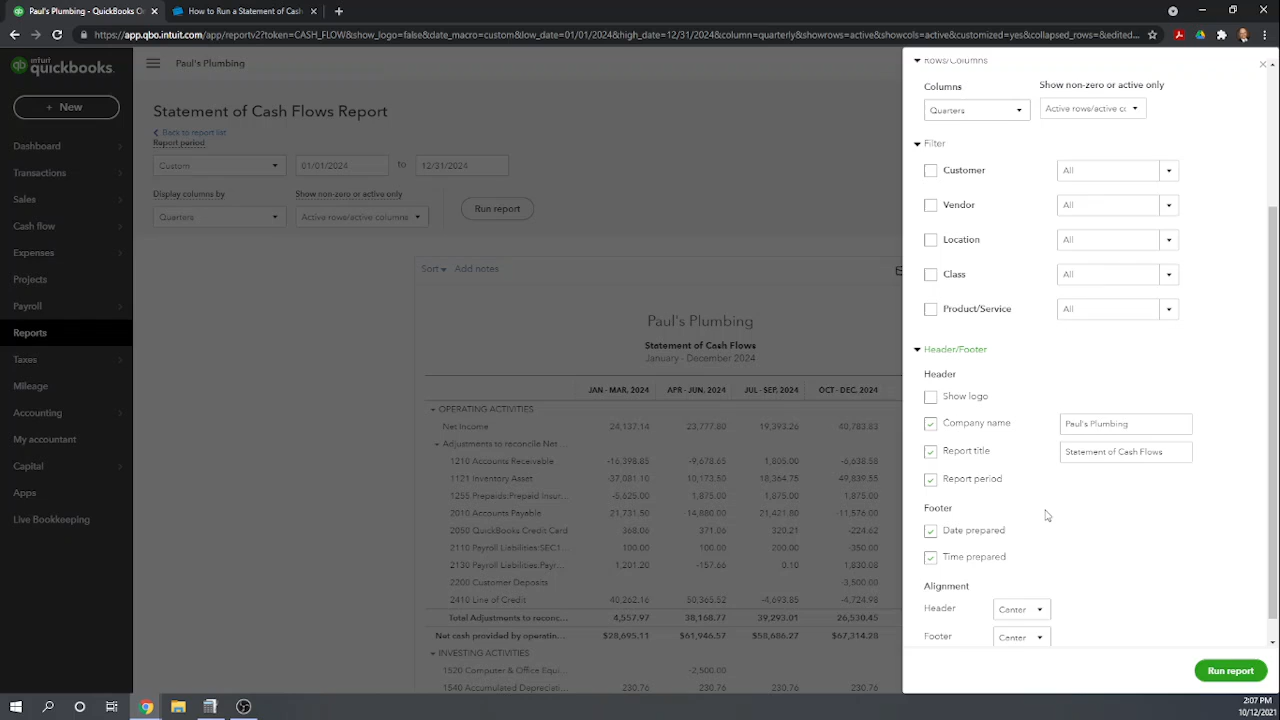 Paul's Plumbing - QuickBooks O
How to Run a Statement of Cash
https://app.qbo.intuit.com/app/reportv2?token=CASH_FLOW&show_logo=false&date_macro=custom&low_date=01/01/2024&high_date=12/31/2024&column=quarterly&showrows=active&showcols=active&customized=yes&collapsed_rows=&edited...
intuit
quickbooks.
Paul's Plumbing
+ New
Dashboard
Transactions
Sales
Cash flow
Expenses
Projects
Payroll
Reports
Taxes
Mileage
Accounting
My accountant
Capital
Apps
Live Bookkeeping
Statement of Cash Flows Report
Back to report list
Report period
Custom 01/01/2024 to 12/31/2024
Display columns by Show non-zero or active only
Quarters Active rows/active columns Run report
Sort Add notes
Paul's Plumbing
Statement of Cash Flows
January - December 2024
JAN - MAR, 2024 APR - JUN, 2024 JUL - SEP, 2024 OCT - DEC, 2024
OPERATING ACTIVITIES
Net Income 24,137.14 23,777.80 19,393.26 40,783.83
Adjustments to reconcile Net...
1210 Accounts Receivable -16,398.85 -9,678.65 1,805.00 -6,638.58
1121 Inventory Asset -37,081.10 10,173.50 18,364.75 49,839.55
1255 Prepaids:Prepaid Insur... -5,625.00 1,875.00 1,875.00 1,875.00
2010 Accounts Payable 21,731.50 -14,880.00 21,421.80 -11,576.00
2050 QuickBooks Credit Card 368.06 371.06 320.21 -224.62
2110 Payroll Liabilities:SEC1... 100.00 100.00 200.00 -350.00
2130 Payroll Liabilities:Payr... 1,201.20 -157.66 0.10 1,830.08
2200 Customer Deposits -3,500.00
2410 Line of Credit 40,262.16 50,365.52 -4,693.85 -4,724.98
Total Adjustments to reconc... 4,557.97 38,168.77 39,293.01 26,530.45
Net cash provided by operatin... $28,695.11 $61,946.57 $58,686.27 $67,314.28
INVESTING ACTIVITIES
1520 Computer & Office Equi... -2,500.00
1540 Accumulated Depreciati... 230.76 230.76 230.76 230.76
Rows/Columns
Columns Show non-zero or active only
Quarters Active rows/active cc
Filter
Customer All
Vendor All
Location All
Class All
Product/Service All
Header/Footer
Header
Show logo
Company name Paul's Plumbing
Report title Statement of Cash Flows
Report period
Footer
Date prepared
Time prepared
Alignment
Header Center
Footer Center
Run report
2:07 PM
10/12/2021